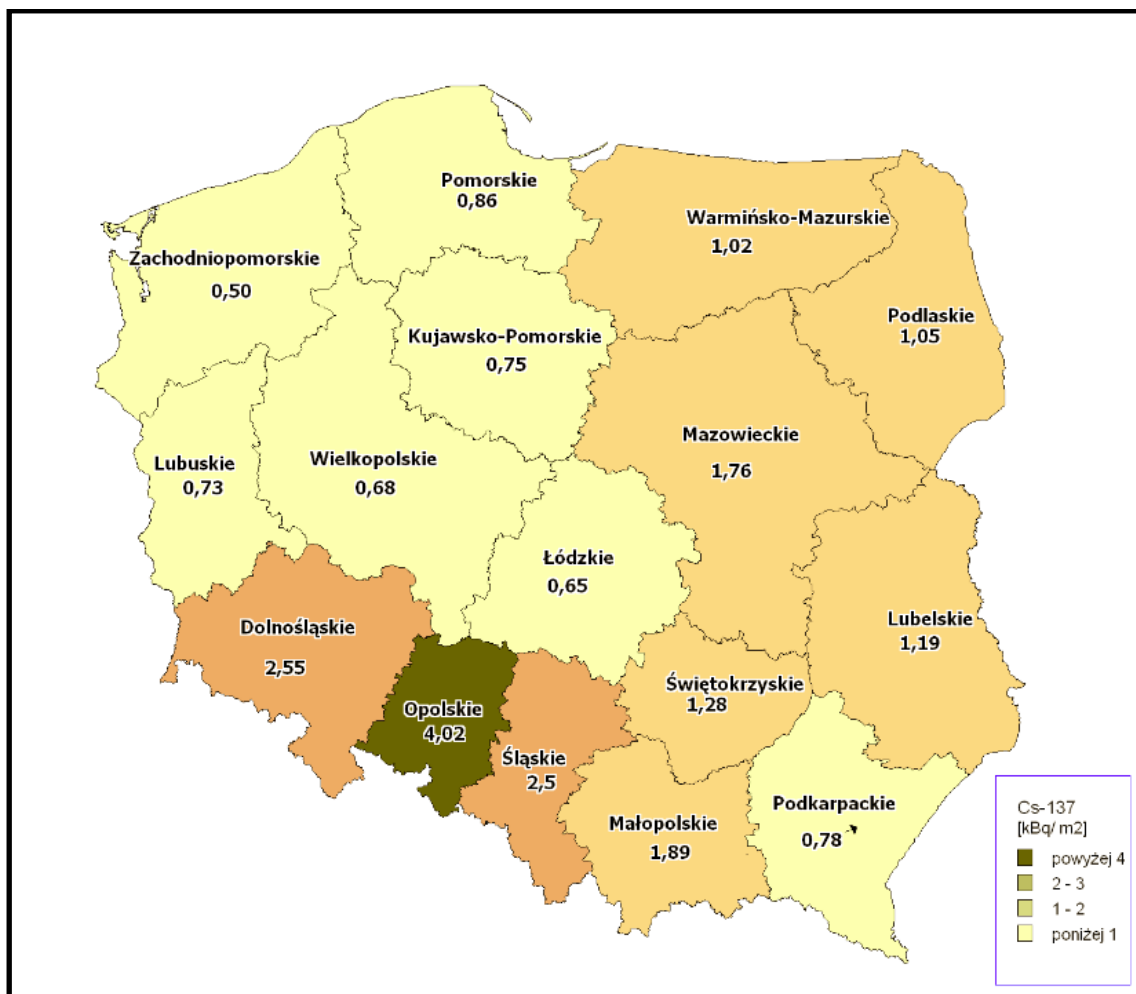 Pomorskie
0,86
Warmińsko-Mazurskie
1,02
Zachodniopomorskie
0,50
Podlaskie
1,05
Kujawsko-Pomorskie
0,75
Mazowieckie
1,76
Lubuskie
0,73
Wielkopolskie
0,68
Łódzkie
0,65
Lubelskie
1,19
Dolnośląskie
2,55
Świętokrzyskie
1,28
Opolskie
4,02
Śląskie
2,5
Małopolskie
1,89
Podkarpackie
0,78
Cs-137
[kBq/ m2]
powyżej 4
2 - 3
1 - 2
poniżej 1